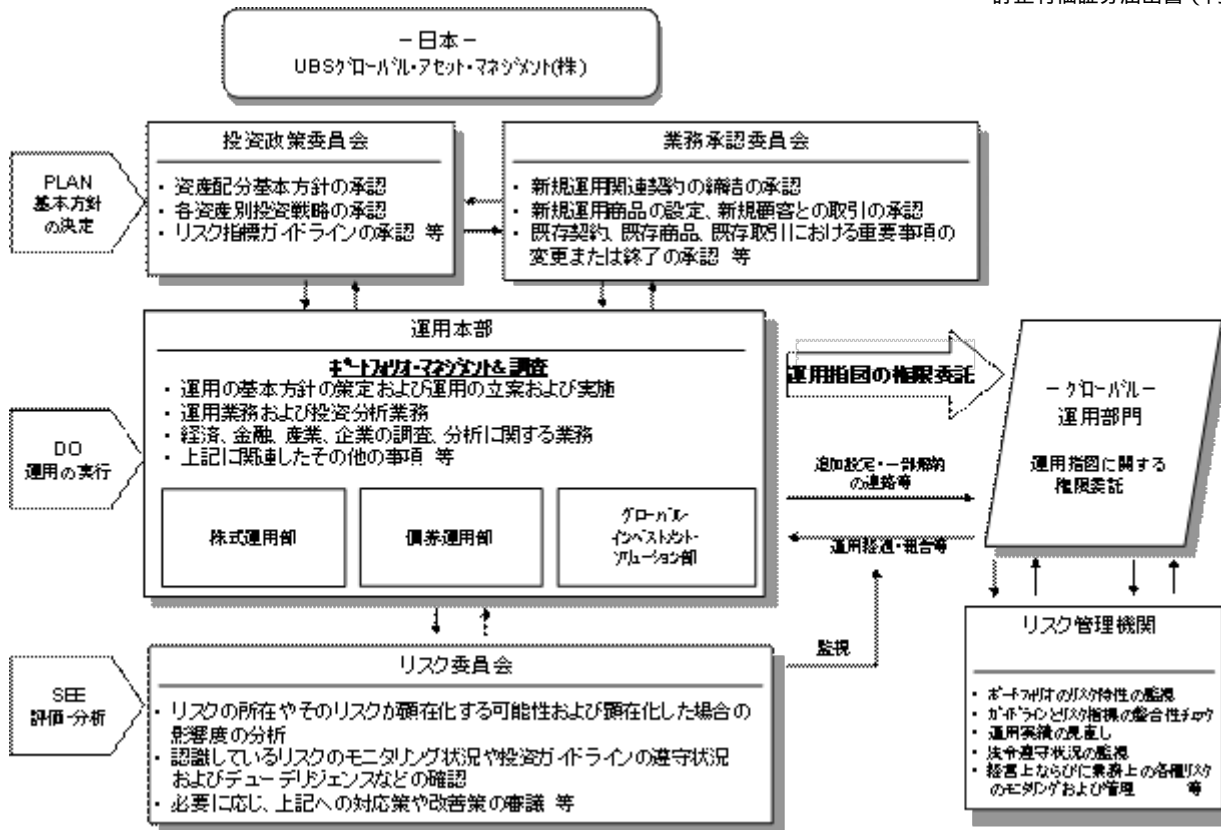 －日本－
UBSｸﾞﾛｰﾊﾞﾙ・ｱｾｯﾄ・ﾏﾈｼﾞﾒﾝﾄ(株)
PLAN
基本方針
の決定
投資政策委員会
・ 資産配分基本方針の承認
・ 各資産別投資戦略の承認
・ リスク指標ガイドラインの承認 等
業務承認委員会
・ 新規運用関連契約の締結の承認
・ 新規運用商品の設定、新規顧客との取引の承認
・ 既存契約、既存商品、既存取引における重要事項の
変更または終了の承認 等
DO
運用の実行
運用本部
ﾎﾟｰﾄﾌｫﾘｵ・ﾏﾈｼﾞﾒﾝﾄ& 調査
・ 運用の基本方針の策定および運用の立案および実施
・ 運用業務および投資分析業務
・ 経済、金融、産業、企業の調査、分析に関する業務
・ 上記に関連したその他の事項 等
株式運用部
債券運用部
ｸﾞﾛｰﾊﾞﾙ・
ｲﾝﾍﾞｽﾄﾒﾝﾄ・
ｿﾘｭｰｼｮﾝ部
運用指図の権限委託
追加設定・一部解約
の連絡等
運用経過・報告等
監視
－ｸﾞﾛｰﾊﾞﾙ－
運用部門
運用指図に関する
権限委託
SEE
評価・分析
リスク委員会
・ リスクの所在やそのリスクが顕在化する可能性および顕在化した場合の
影響度の分析
・ 認識しているリスクのモニタリング状況や投資ガイドラインの遵守状況
およびデューデリジェンスなどの確認
・ 必要に応じ、上記への対応策や改善策の審議 等
リスク管理機関
・ ﾎﾟｰﾄﾌｫﾘｵのﾘｽｸ特性の監視
・ ｶﾞｲﾄﾞﾗｲﾝとﾘｽｸ指標の整合性ﾁｪｯｸ
・ 運用実績の見直し
・ 法令遵守状況の監視
・ 経営上ならびに業務上の各種ﾘｽｸ
のﾓﾆﾀﾘﾝｸﾞおよび管理 等